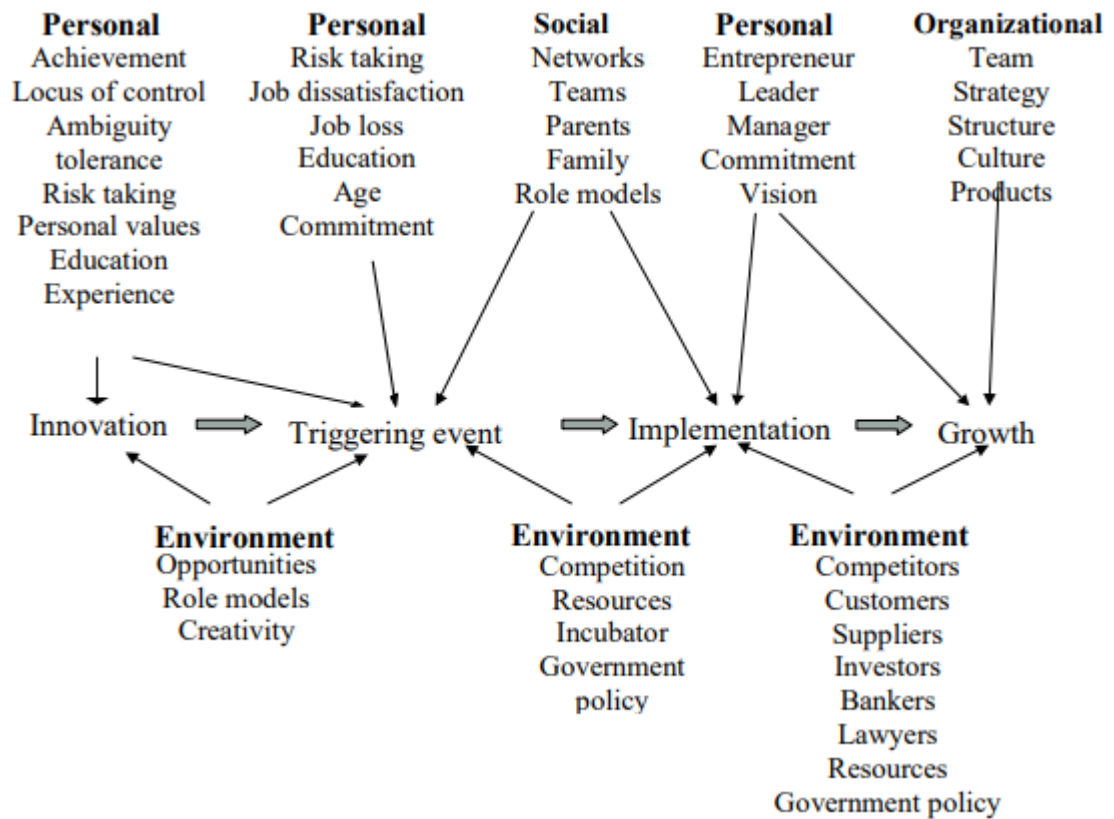 Personal
Achievement
Locus of control
Ambiguity
tolerance
Risk taking
Personal values
Education
Experience
Personal
Risk taking
Job dissatisfaction
Job loss
Education
Age
Commitment
Social
Networks
Teams
Parents
Family
Role models
Personal
Entrepreneur
Leader
Manager
Commitment
Vision
Organizational
Team
Strategy
Structure
Culture
Products
Innovation
Triggering event
Implementation
Growth
Environment
Opportunities
Role models
Creativity
Environment
Competition
Resources
Incubator
Government
policy
Environment
Competitors
Customers
Suppliers
Investors
Bankers
Lawyers
Resources
Government policy